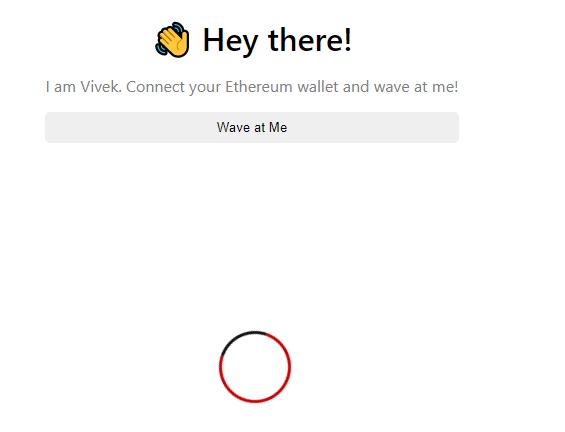 👋 Hey there!
I am Vivek. Connect your Ethereum wallet and wave at me!
Wave at Me